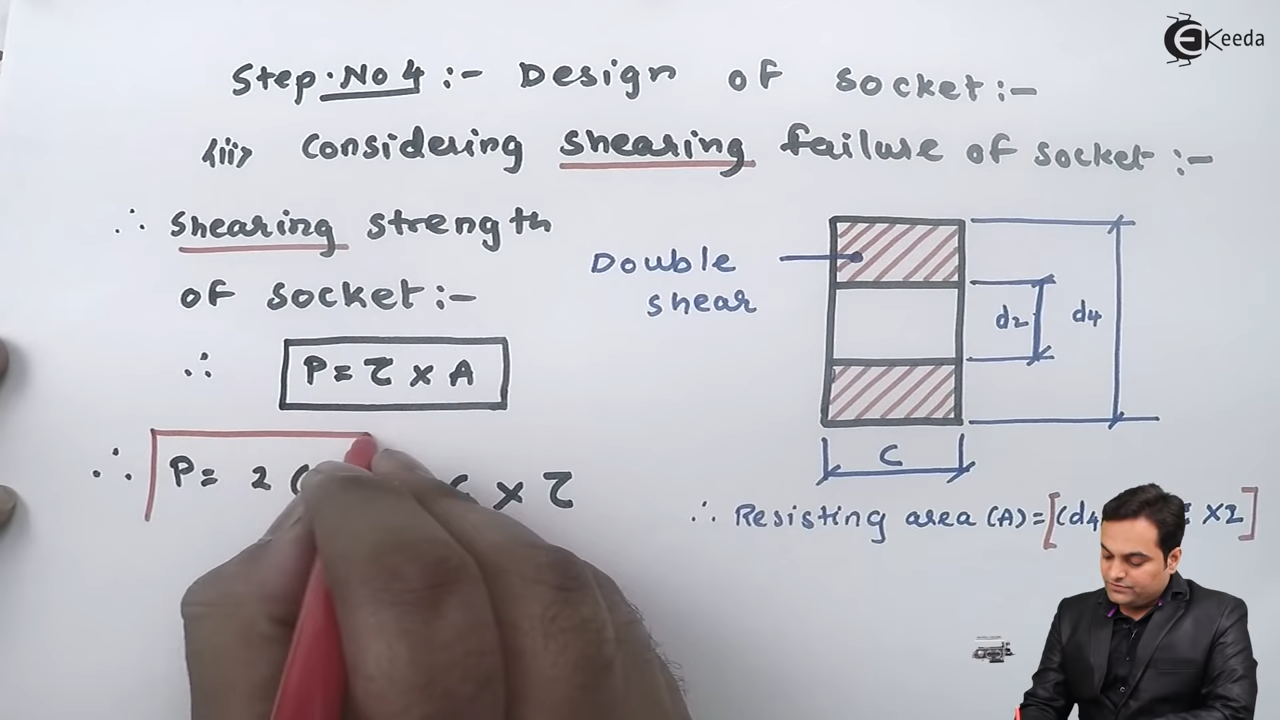 EKeeda
Step. No 4 :- Design of socket :-
(ii) Considering shearing failure of socket :-
∴ Shearing strength
of socket :-
∴ P = τ × A
∴ P = 2 ( C × τ
Double
shear
d2
d4
C
∴ Resisting area (A) = [(d4 × 2]